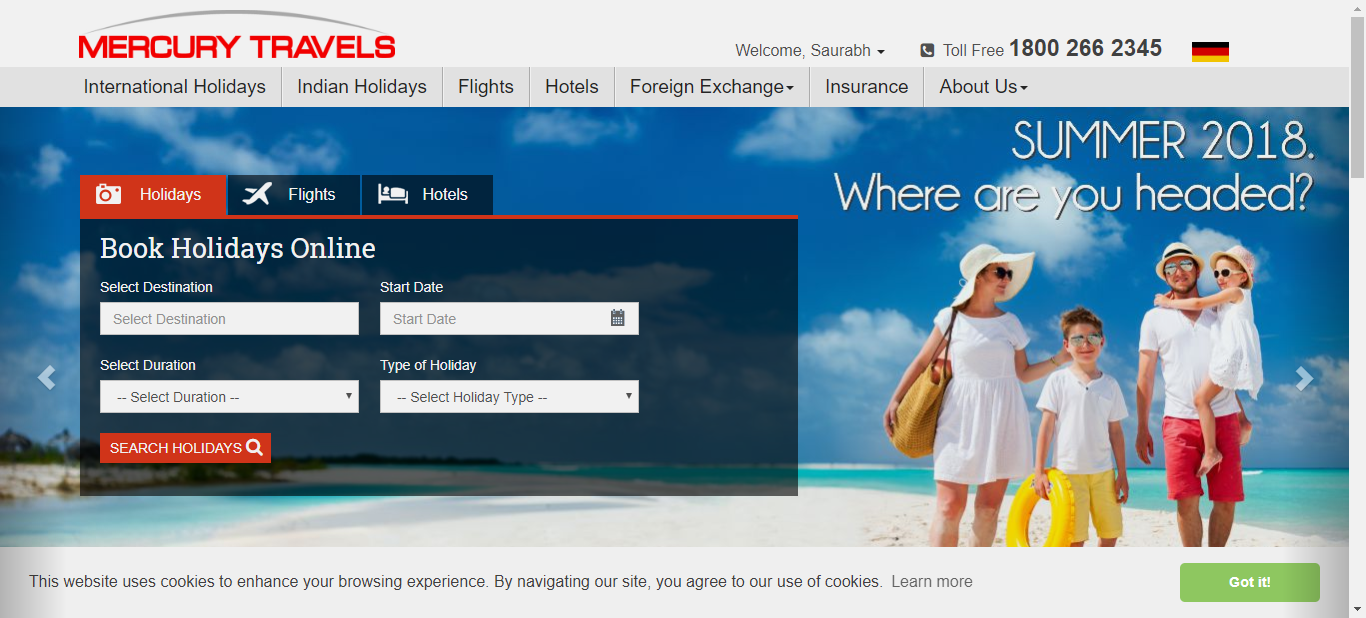 MERCURY TRAVELS
Welcome, Saurabh
Toll Free 1800 266 2345
International Holidays
Indian Holidays
Flights
Hotels
Foreign Exchange
Insurance
About Us
SUMMER 2018.
Where are you headed?
Holidays
Flights
Hotels
Book Holidays Online
Select Destination
Start Date
Select Destination
Start Date
Select Duration
Type of Holiday
-- Select Duration --
-- Select Holiday Type --
SEARCH HOLIDAYS
This website uses cookies to enhance your browsing experience. By navigating our site, you agree to our use of cookies. Learn more
Got it!